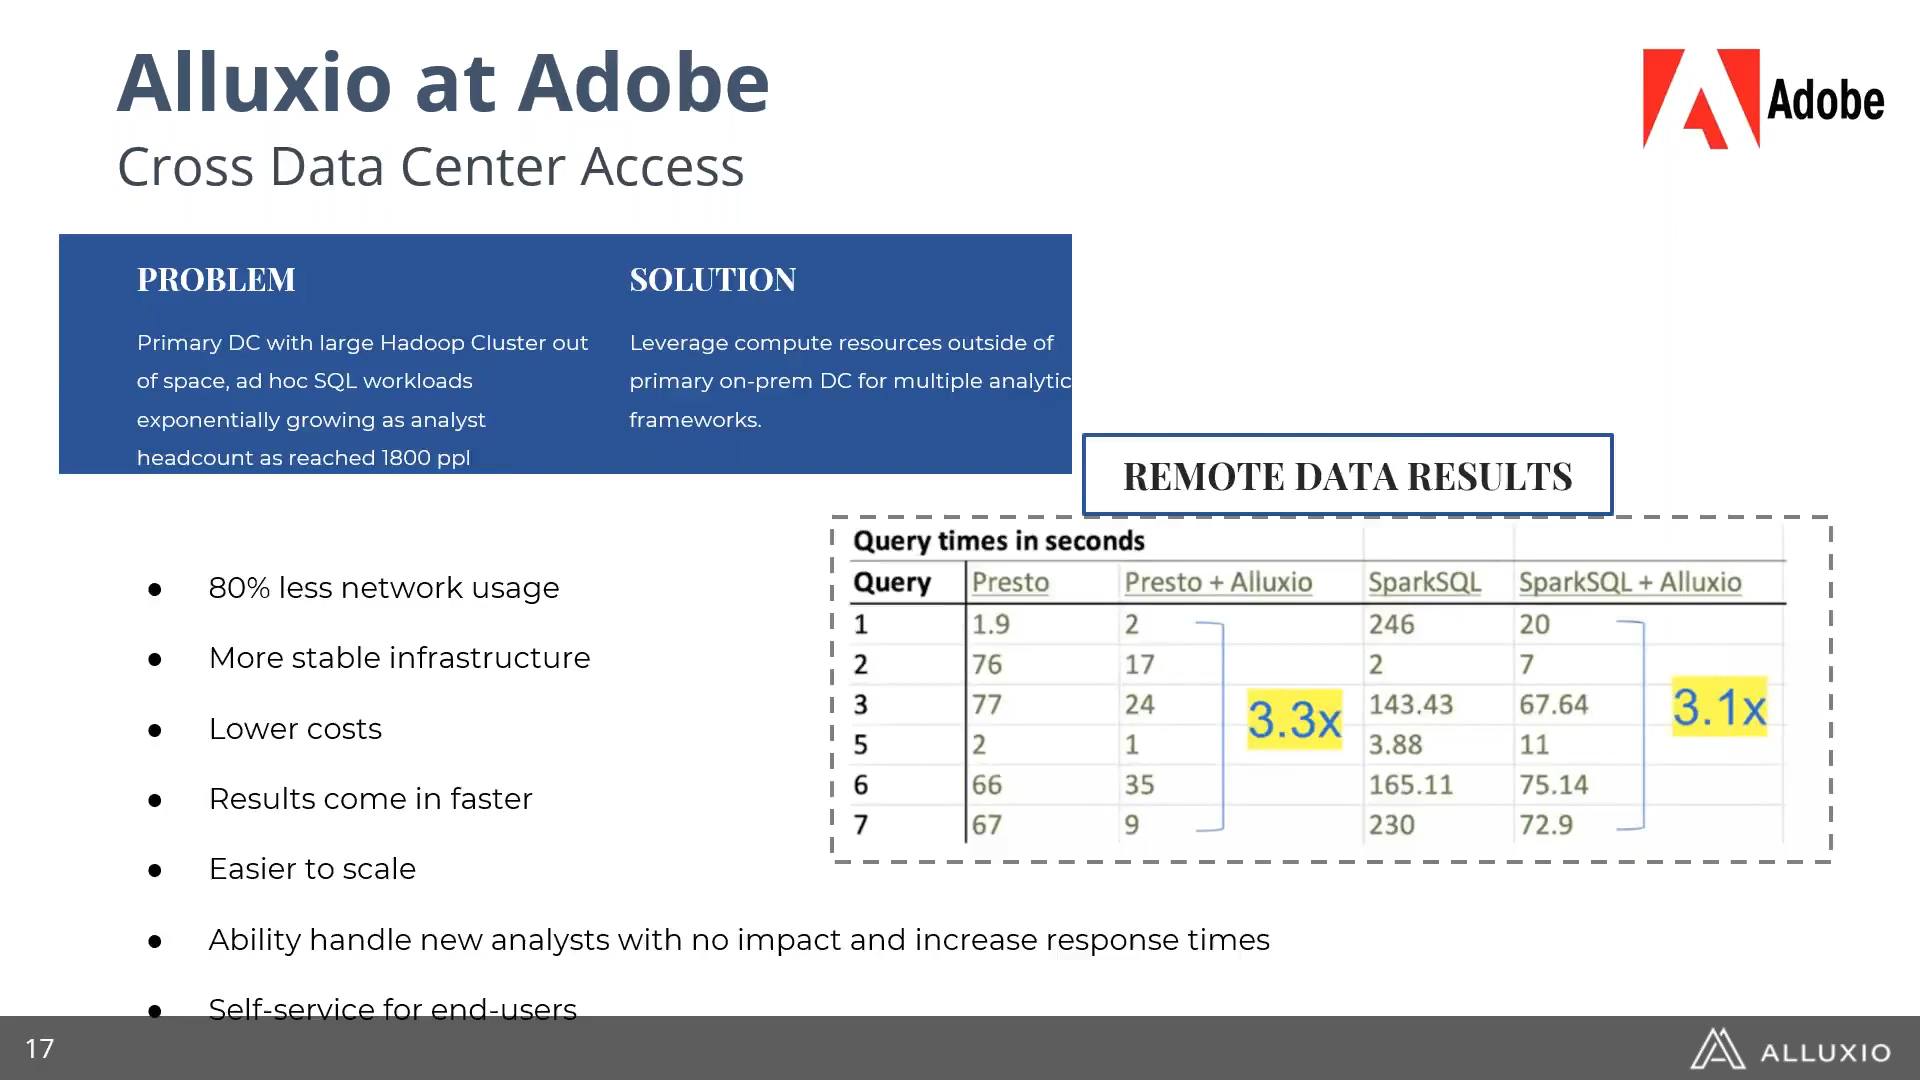 Alluxio at Adobe
Cross Data Center Access
Adobe
PROBLEM
Primary DC with large Hadoop Cluster out
of space, ad hoc SQL workloads
exponentially growing as analyst
headcount as reached 1800 ppl
SOLUTION
Leverage compute resources outside of
primary on-prem DC for multiple analytic
frameworks.
80% less network usage
More stable infrastructure
Lower costs
Results come in faster
Easier to scale
Ability handle new analysts with no impact and increase response times
Self-service for end-users
REMOTE DATA RESULTS
Query times in seconds
Query Presto Presto + Alluxio SparkSQL SparkSQL + Alluxio
1 1.9 2 246 20
2 76 17 2 7
3 77 24 143.43 67.64
5 2 1 3.88 11
6 66 35 165.11 75.14
7 67 9 230 72.9
3.3x
3.1x
17
ALLUXIO